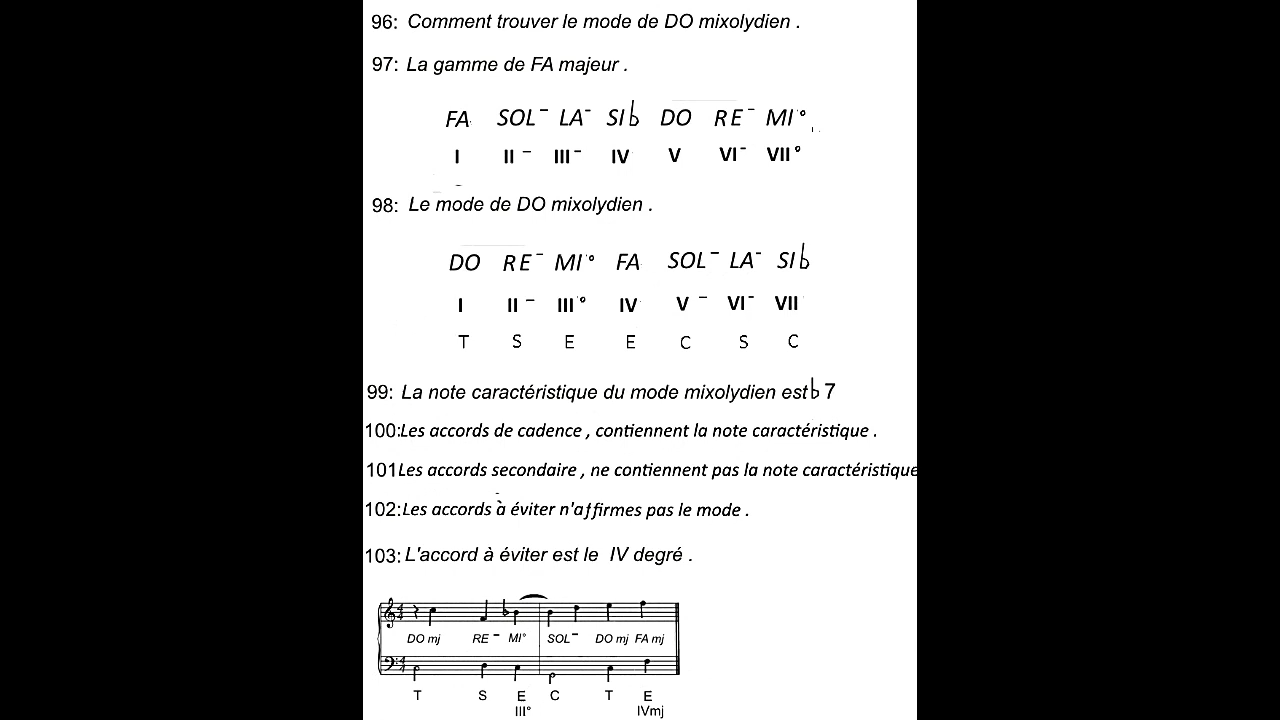 96: Comment trouver le mode de DO mixolydien .
97: La gamme de FA majeur .
FA SOL⁻ LA⁻ SI♭ DO RE⁻ MI°
I II⁻ III⁻ IV V VI⁻ VII°
98: Le mode de DO mixolydien .
DO RE⁻ MI° FA SOL⁻ LA⁻ SI♭
I II⁻ III° IV V⁻ VI⁻ VII
T S E E C S C
99: La note caractéristique du mode mixolydien est ♭7
100:Les accords de cadence , contiennent la note caractéristique .
101Les accords secondaire , ne contiennent pas la note caractéristique
102:Les accords à éviter n'affirmes pas le mode .
103:L'accord à éviter est le IV degré .
DO mj RE⁻ MI° SOL⁻ DO mj FA mj
T S E C T E
III° IVmj